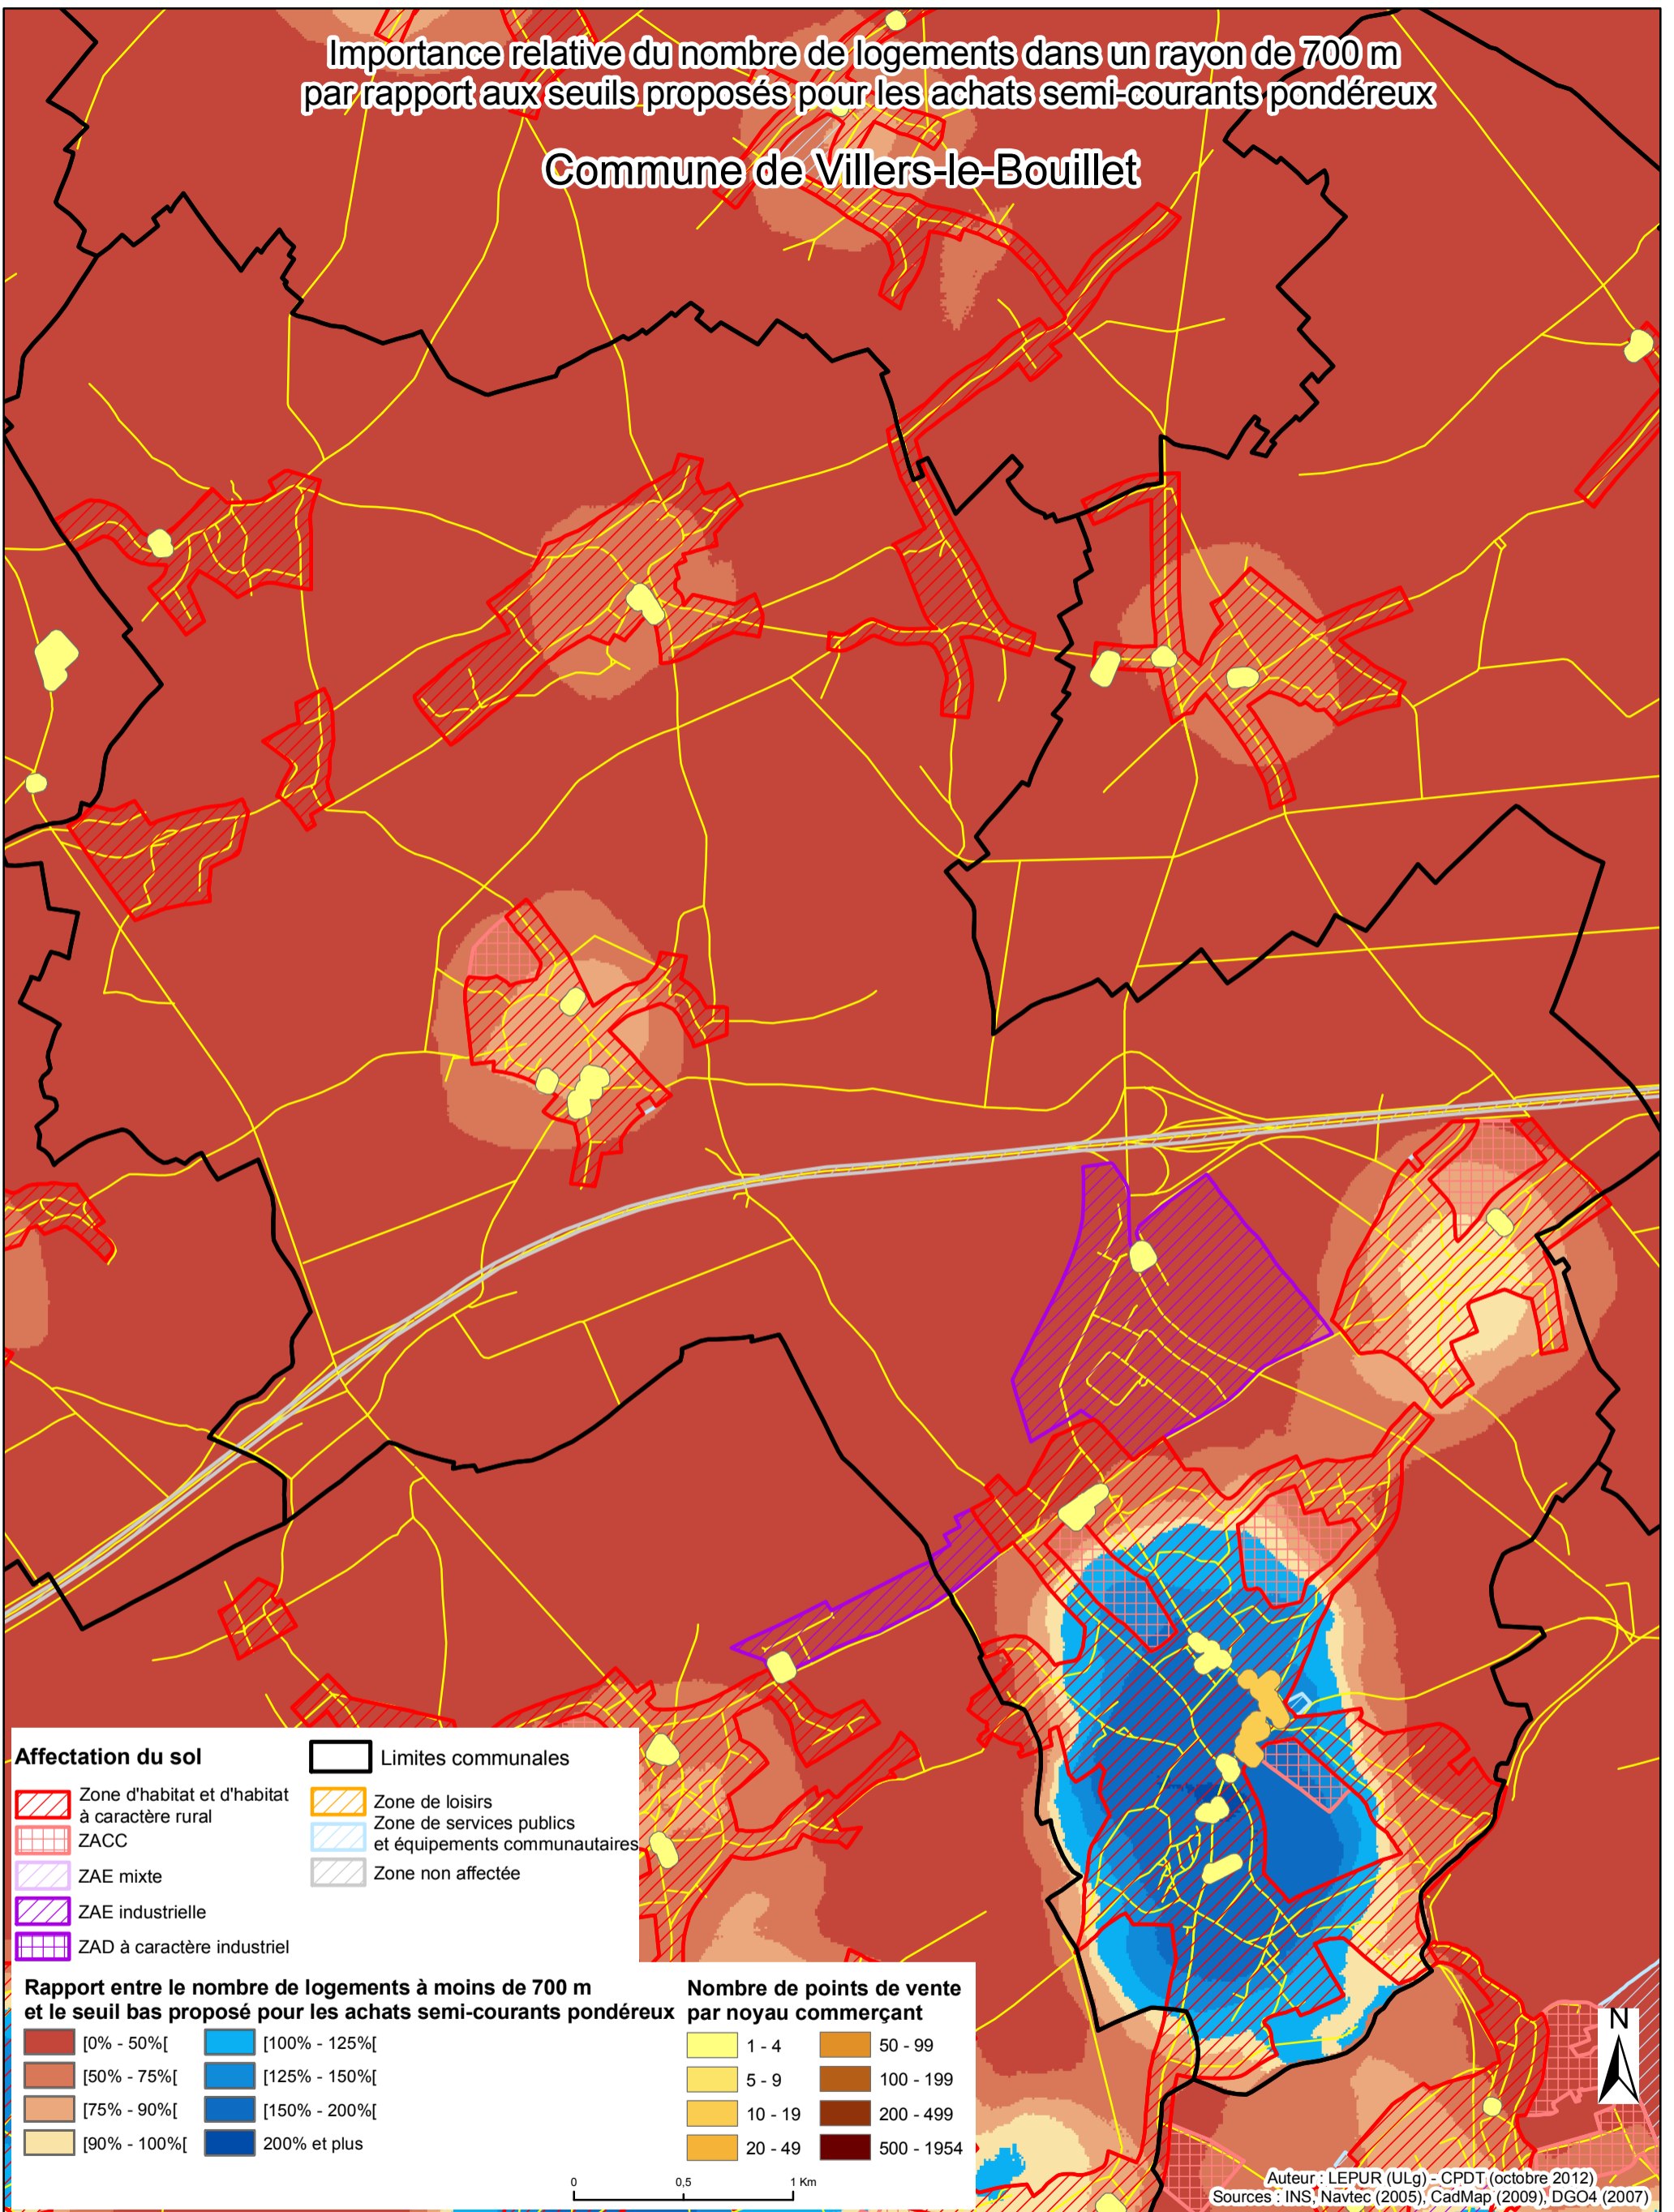 Importance relative du nombre de logements dans un rayon de 700 m
par rapport aux seuils proposés pour les achats semi-courants pondéreux
Commune de Villers-le-Bouillet
Affectation du sol
Zone d'habitat et d'habitat
à caractère rural
ZACC
ZAE mixte
ZAE industrielle
ZAD à caractère industriel
Limites communales
Zone de loisirs
Zone de services publics
et équipements communautaires
Zone non affectée
Rapport entre le nombre de logements à moins de 700 m
et le seuil bas proposé pour les achats semi-courants pondéreux
[0% - 50%[
[50% - 75%[
[75% - 90%[
[90% - 100%[
[100% - 125%[
[125% - 150%[
[150% - 200%[
200% et plus
Nombre de points de vente
par noyau commerçant
1 - 4
5 - 9
10 - 19
20 - 49
50 - 99
100 - 199
200 - 499
500 - 1954
0 0,5 1 Km
N
Auteur : LEPUR (ULg) - CPDT (octobre 2012)
Sources : INS, Navtec (2005), CadMap (2009), DGO4 (2007)